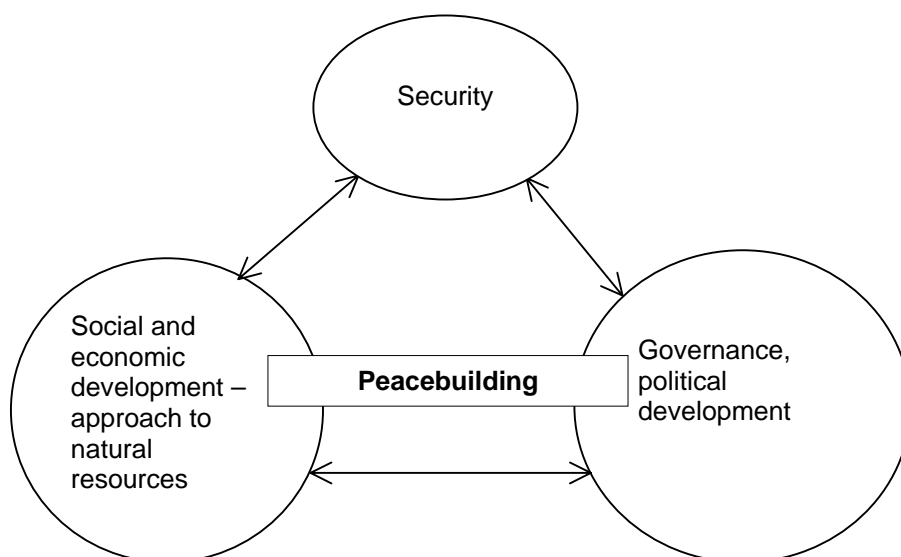 Security
Social and
economic
development –
approach to
natural
resources
Peacebuilding
Governance,
political
development